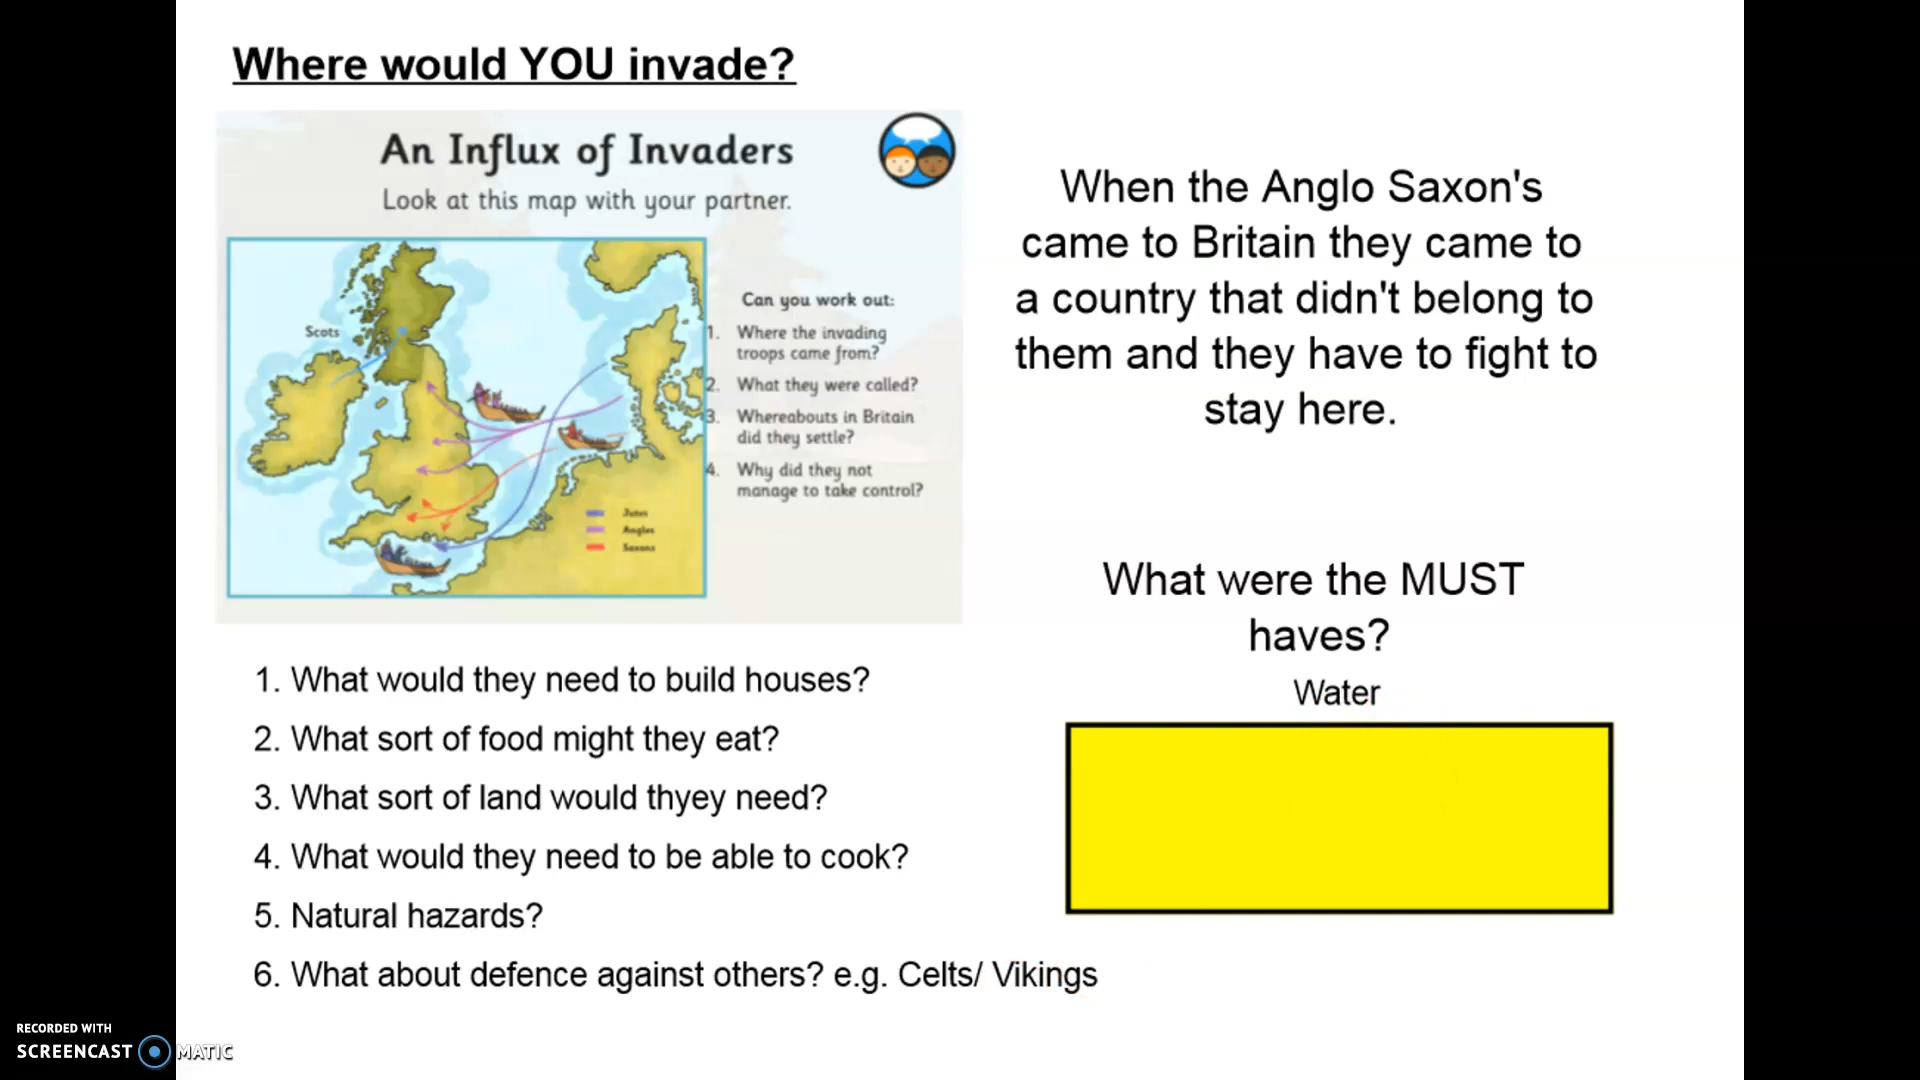 Where would YOU invade?
An Influx of Invaders
Look at this map with your partner.
Scots
Jutes
Angles
Saxons
Can you work out:
1. Where the invading
troops came from?
2. What they were called?
3. Whereabouts in Britain
did they settle?
4. Why did they not
manage to take control?
When the Anglo Saxon's
came to Britain they came to
a country that didn't belong to
them and they have to fight to
stay here.
What were the MUST
haves?
Water
1. What would they need to build houses?
2. What sort of food might they eat?
3. What sort of land would thyey need?
4. What would they need to be able to cook?
5. Natural hazards?
6. What about defence against others? e.g. Celts/ Vikings
RECORDED WITH
SCREENCAST MATIC